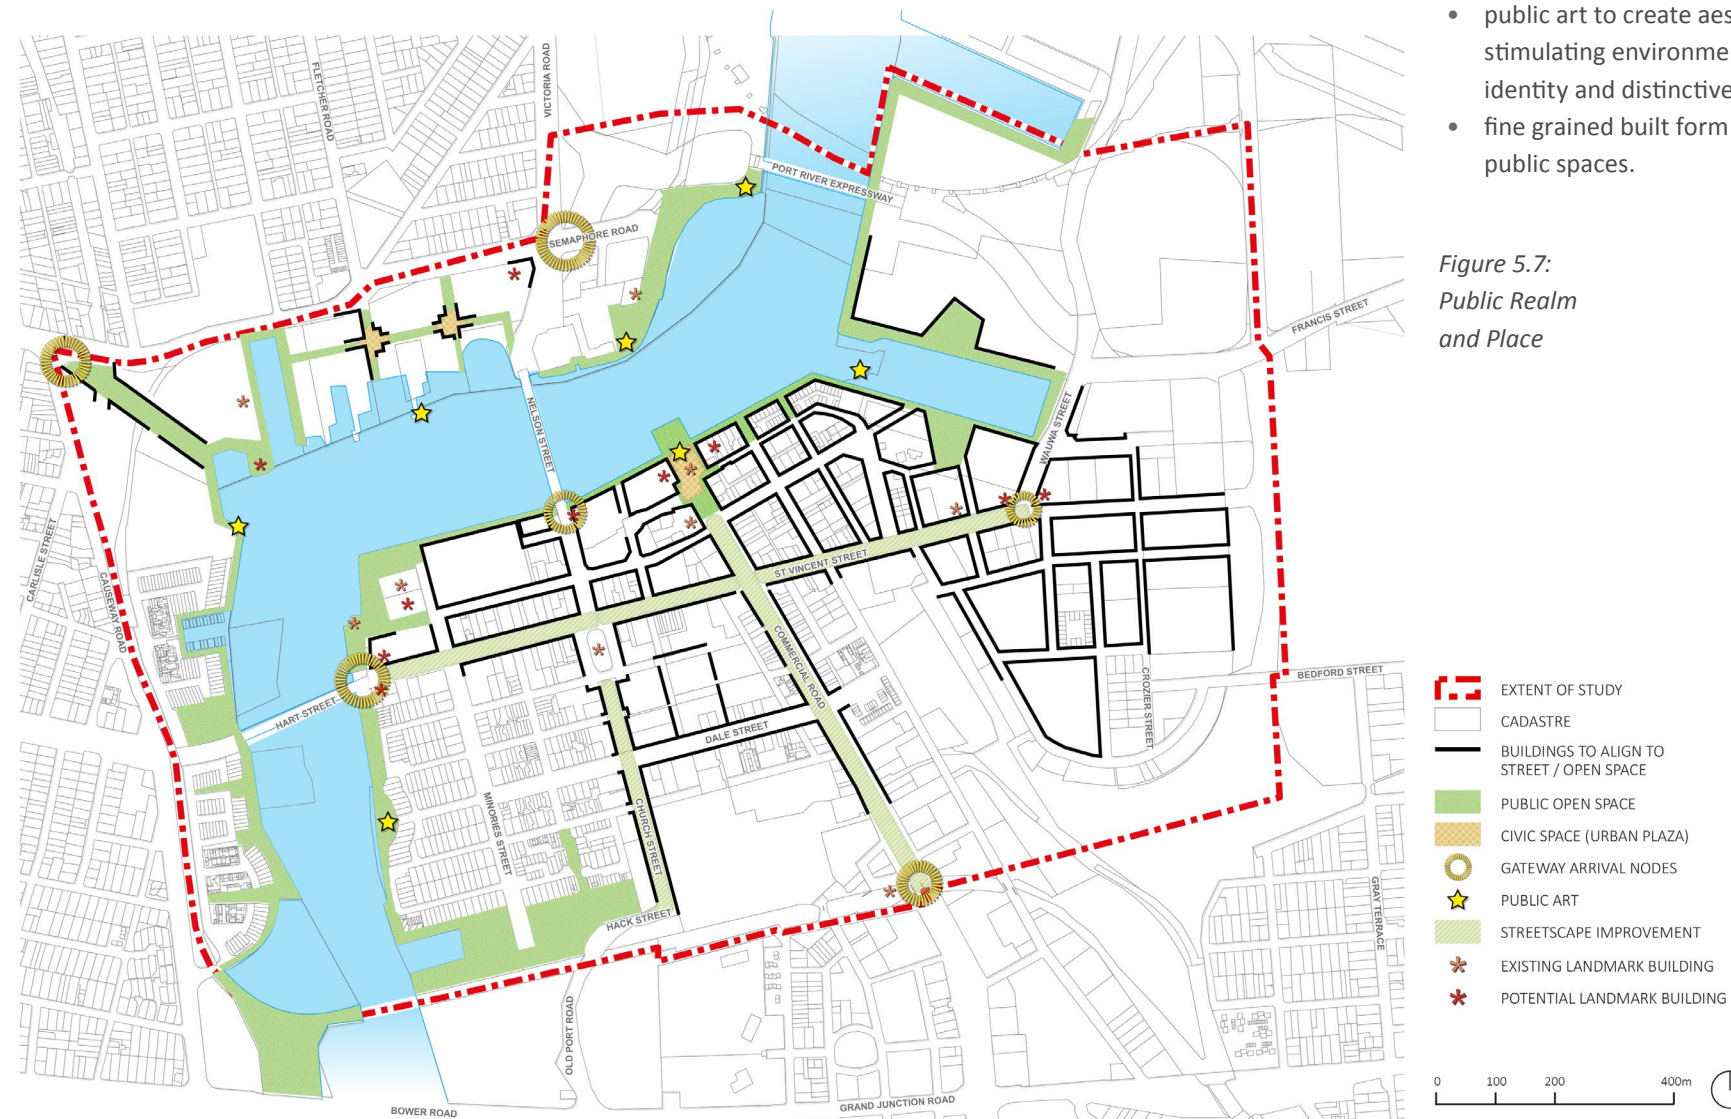 • public art to create aes
stimulating environme
identity and distinctive
• fine grained built form
public spaces.
Figure 5.7:
Public Realm
and Place
FLETCHER ROAD
VICTORIA ROAD
PORT RIVER EXPRESSWAY
SEMAPHORE ROAD
FRANCIS STREET
NELSON STREET
WAUWA STREET
CARLISLE STREET
CAUSEWAY ROAD
ST VINCENT STREET
COMMERCIAL ROAD
HART STREET
DALE STREET
BEDFORD STREET
CROZIER STREET
MINORIES STREET
CHURCH STREET
HACK STREET
GRAY TERRACE
OLD PORT ROAD
BOWER ROAD
GRAND JUNCTION ROAD
EXTENT OF STUDY
CADASTRE
BUILDINGS TO ALIGN TO
STREET / OPEN SPACE
PUBLIC OPEN SPACE
CIVIC SPACE (URBAN PLAZA)
GATEWAY ARRIVAL NODES
PUBLIC ART
STREETSCAPE IMPROVEMENT
EXISTING LANDMARK BUILDING
POTENTIAL LANDMARK BUILDING
0 100 200 400m